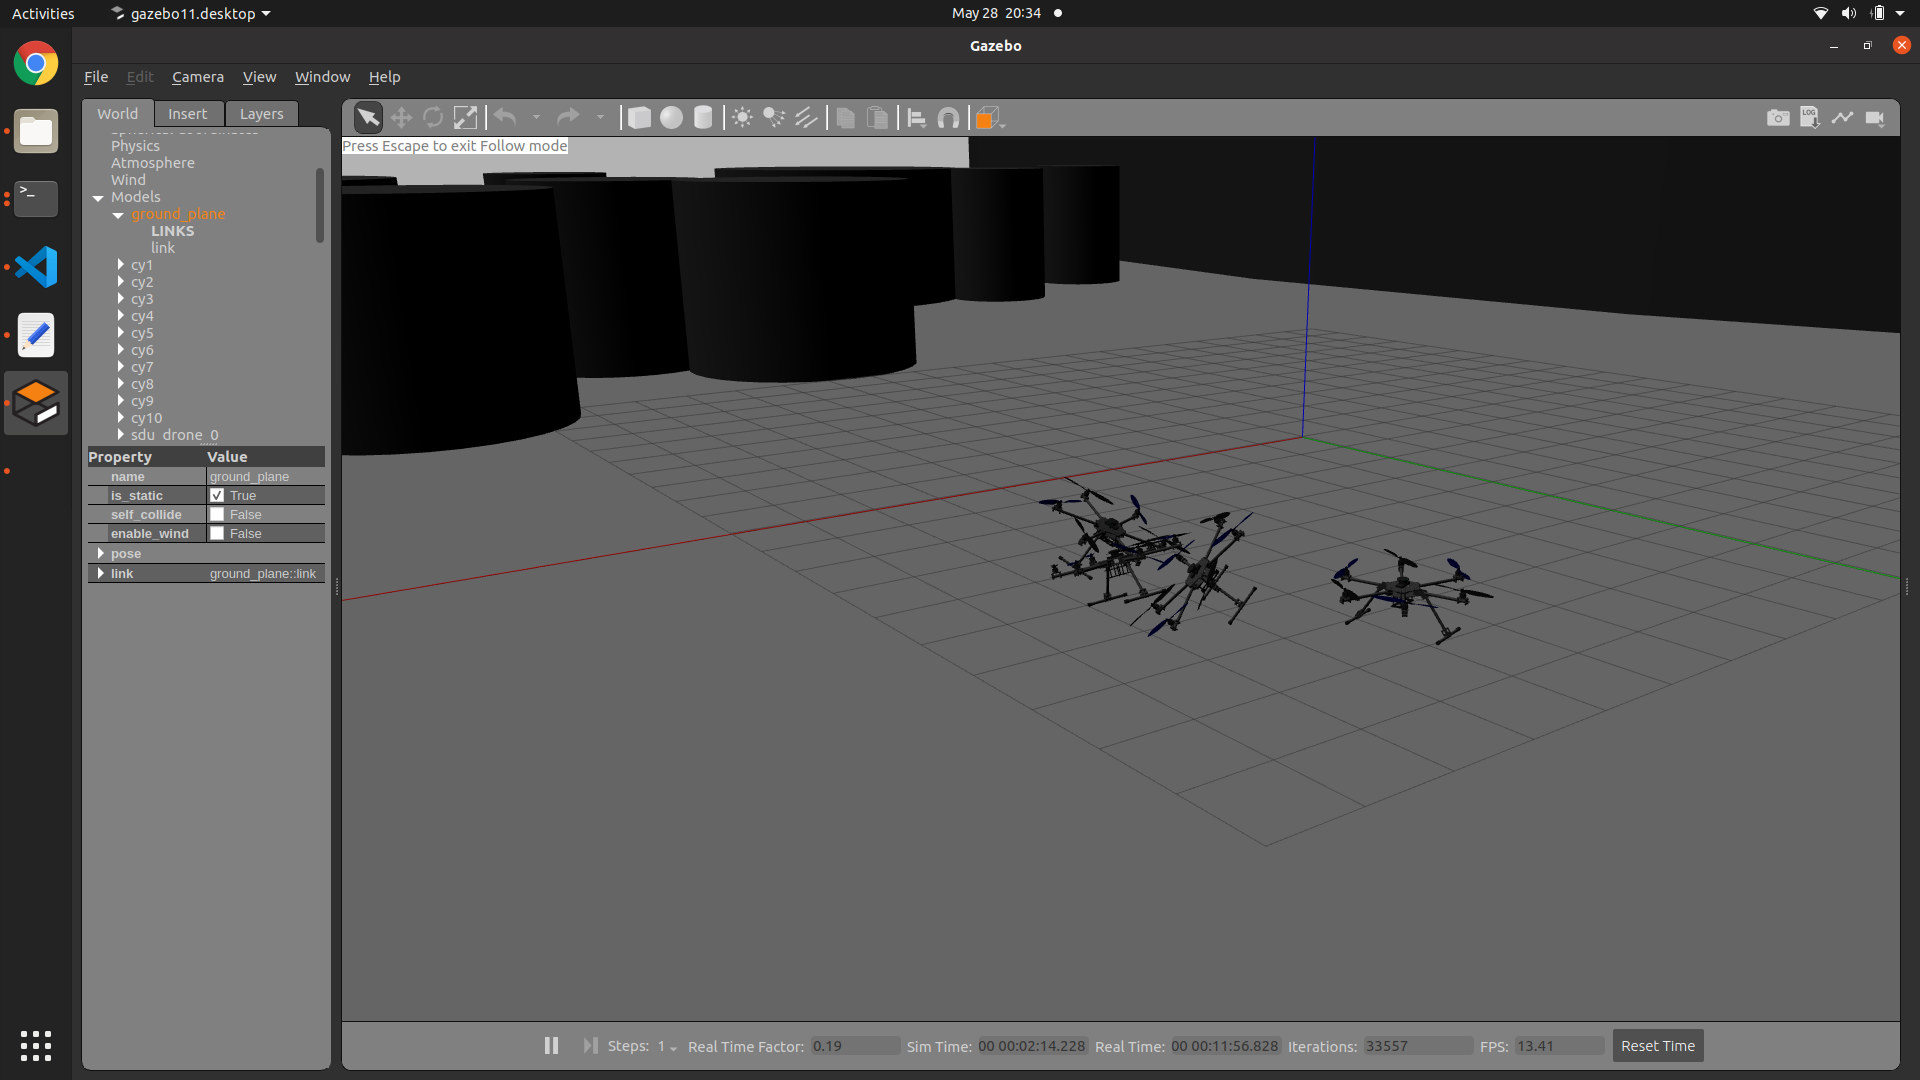 Activities
gazebo11.desktop
May 28 20:34
Gazebo
File Edit Camera View Window Help
World Insert Layers
Physics
Atmosphere
Wind
Models
ground_plane
LINKS
link
cy1
cy2
cy3
cy4
cy5
cy6
cy7
cy8
cy9
cy10
sdu_drone_0
Property Value
name ground_plane
is_static True
self_collide False
enable_wind False
pose
link ground_plane::link
LOG
Press Escape to exit Follow mode
Steps: 1 Real Time Factor: 0.19 Sim Time: 00 00:02:14.228 Real Time: 00 00:11:56.828 Iterations: 33557 FPS: 13.41 Reset Time